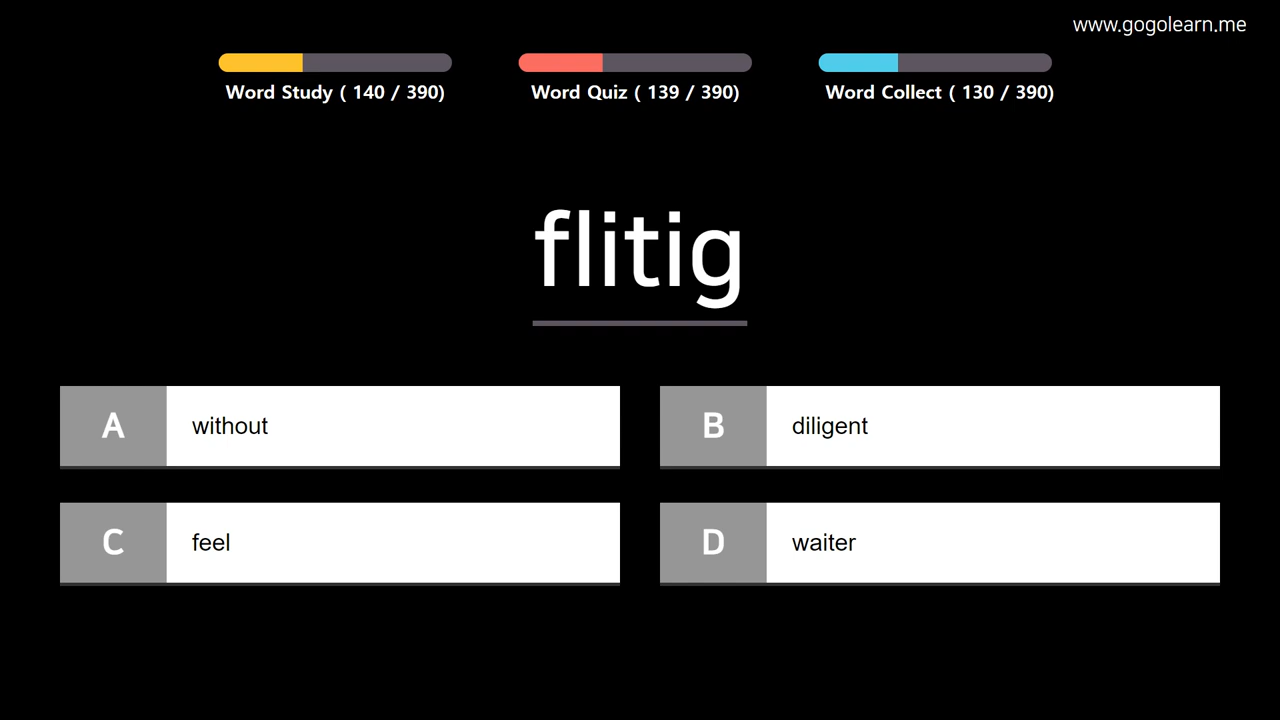 www.gogolearn.me
Word Study ( 140 / 390)
Word Quiz ( 139 / 390)
Word Collect ( 130 / 390)
flitig
A without
B diligent
C feel
D waiter